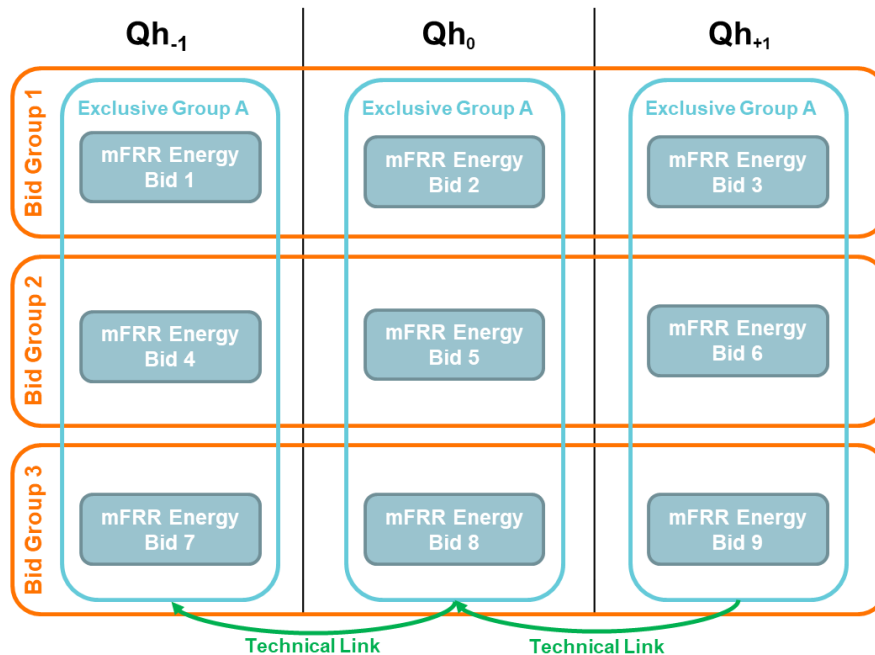 Qh-1
Qh0
Qh+1
Bid Group 1
Exclusive Group A
Exclusive Group A
Exclusive Group A
mFRR Energy
Bid 1
mFRR Energy
Bid 2
mFRR Energy
Bid 3
Bid Group 2
mFRR Energy
Bid 4
mFRR Energy
Bid 5
mFRR Energy
Bid 6
Bid Group 3
mFRR Energy
Bid 7
mFRR Energy
Bid 8
mFRR Energy
Bid 9
Technical Link
Technical Link